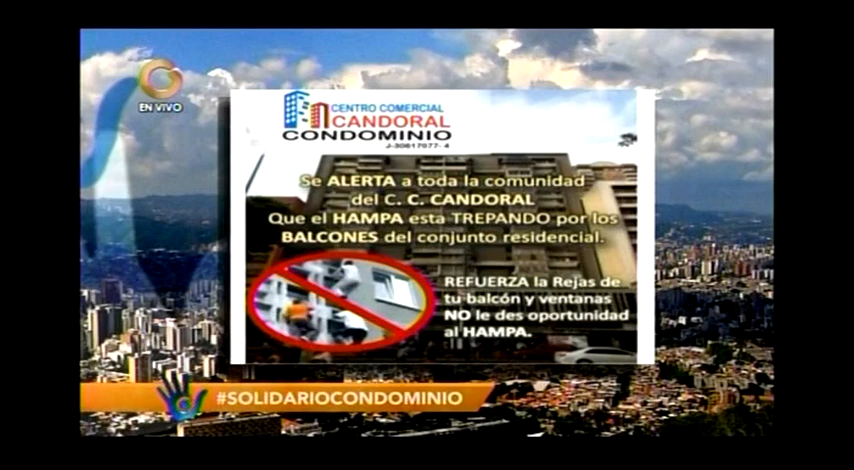 EN VIVO
CENTRO COMERCIAL
CANDORAL
CONDOMINIO
J-30617077-4
Se ALERTA a toda la comunidad
del C. C. CANDORAL
Que el HAMPA esta TREPANDO por los
BALCONES del conjunto residencial.
REFUERZA la Rejas de
tu balcón y ventanas
NO le des oportunidad
al HAMPA.
#SOLIDARIOCONDOMINIO